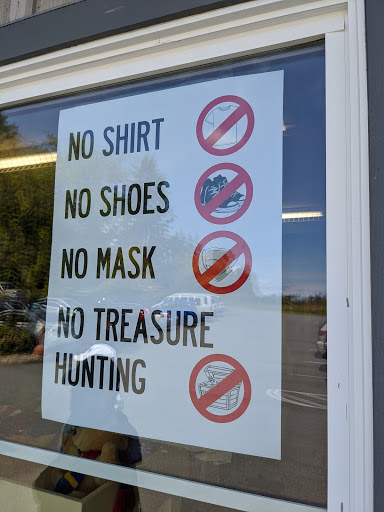 NO SHIRT
NO SHOES
NO MASK
NO TREASURE
HUNTING